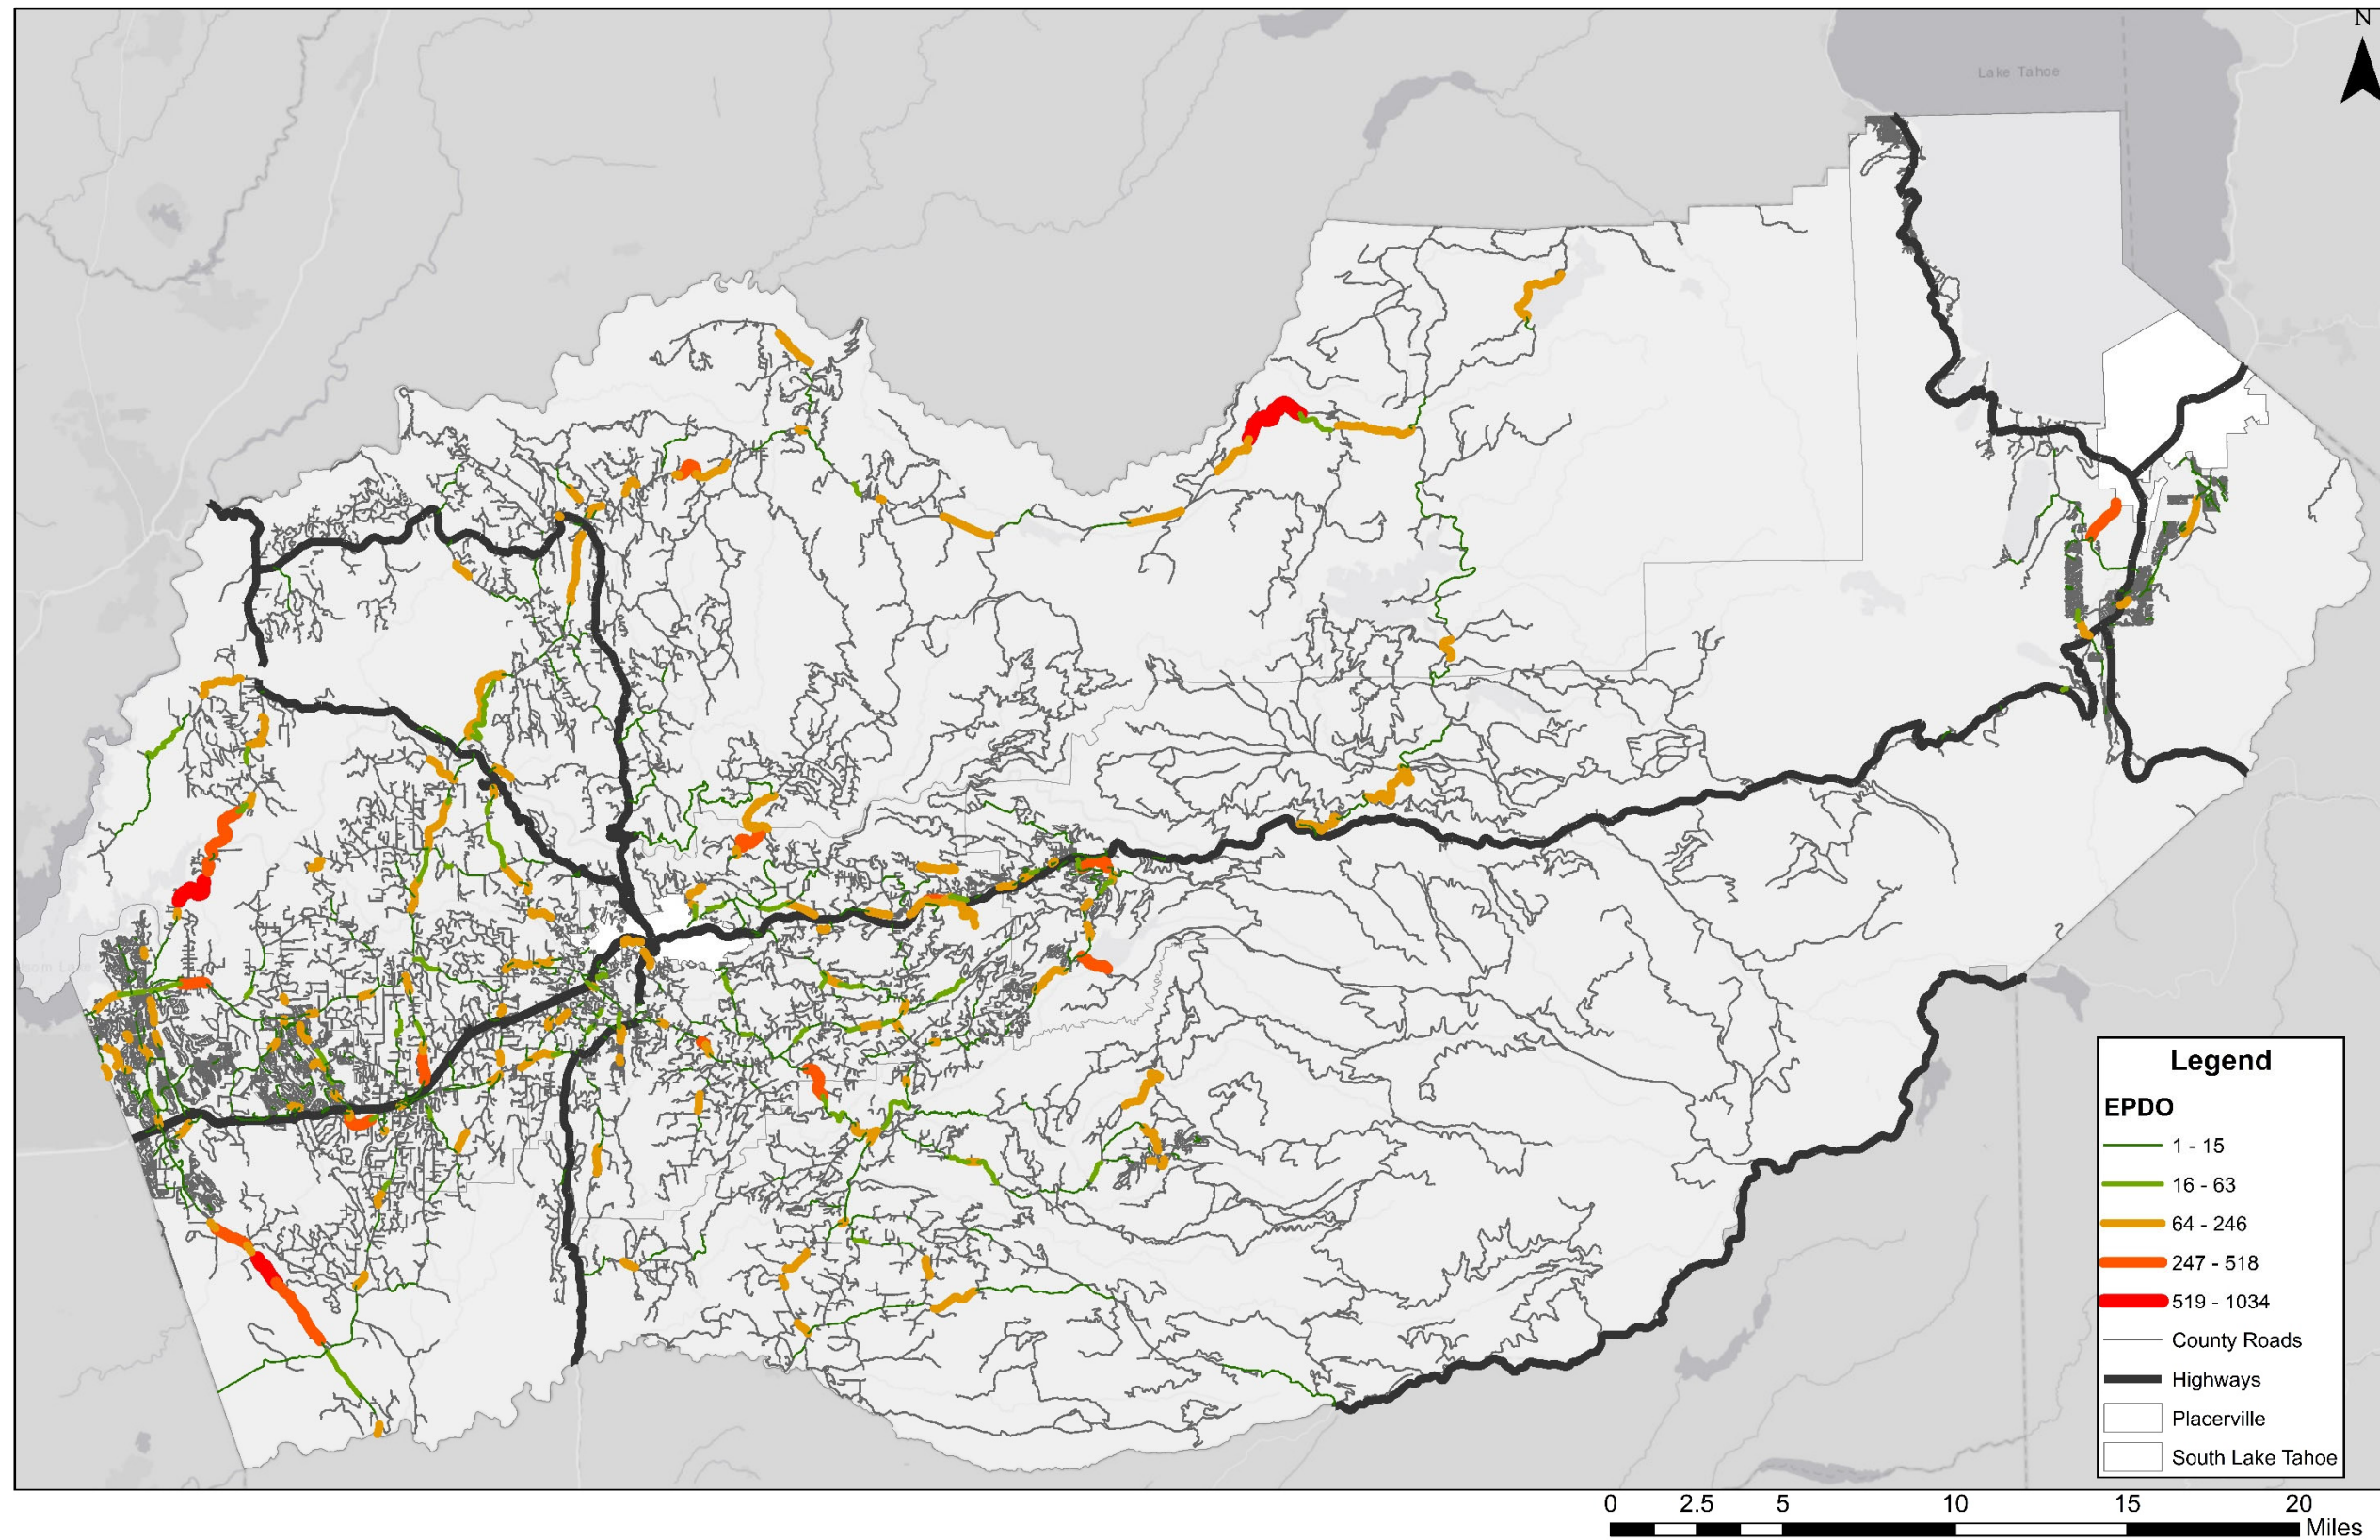 N
Lake Tahoe
Legend
EPDO
1 - 15
16 - 63
64 - 246
247 - 518
519 - 1034
County Roads
Highways
Placerville
South Lake Tahoe
0 2.5 5 10 15 20
Miles